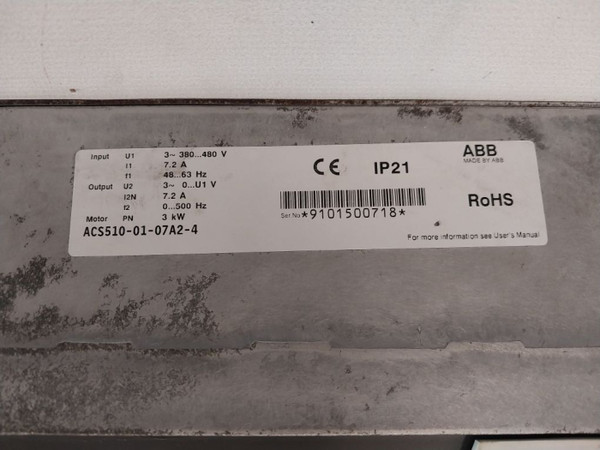 Input U1 3~ 380...480 V
I1 7.2 A
f1 48...63 Hz
Output U2 3~ 0...U1 V
I2N 7.2 A
f2 0...500 Hz
Motor PN 3 kW
ACS510-01-07A2-4
CE IP21
Ser No *9101500718*
ABB
MADE BY ABB
RoHS
For more information see User's Manual